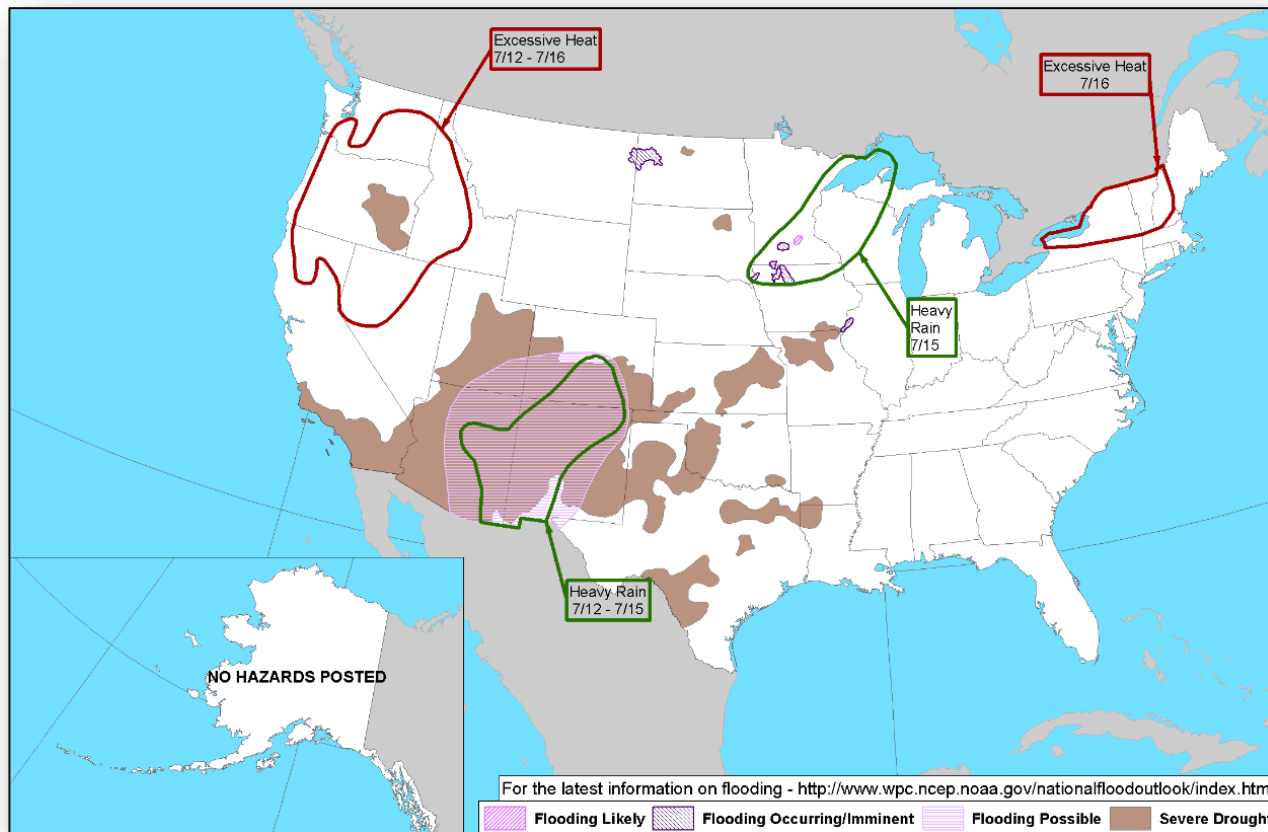 Excessive Heat
7/12 - 7/16
Excessive Heat
7/16
Heavy
Rain
7/15
Heavy Rain
7/12 - 7/15
NO HAZARDS POSTED
For the latest information on flooding - http://www.wpc.ncep.noaa.gov/nationalfloodoutlook/index.htm
Flooding Likely Flooding Occurring/Imminent Flooding Possible Severe Drought